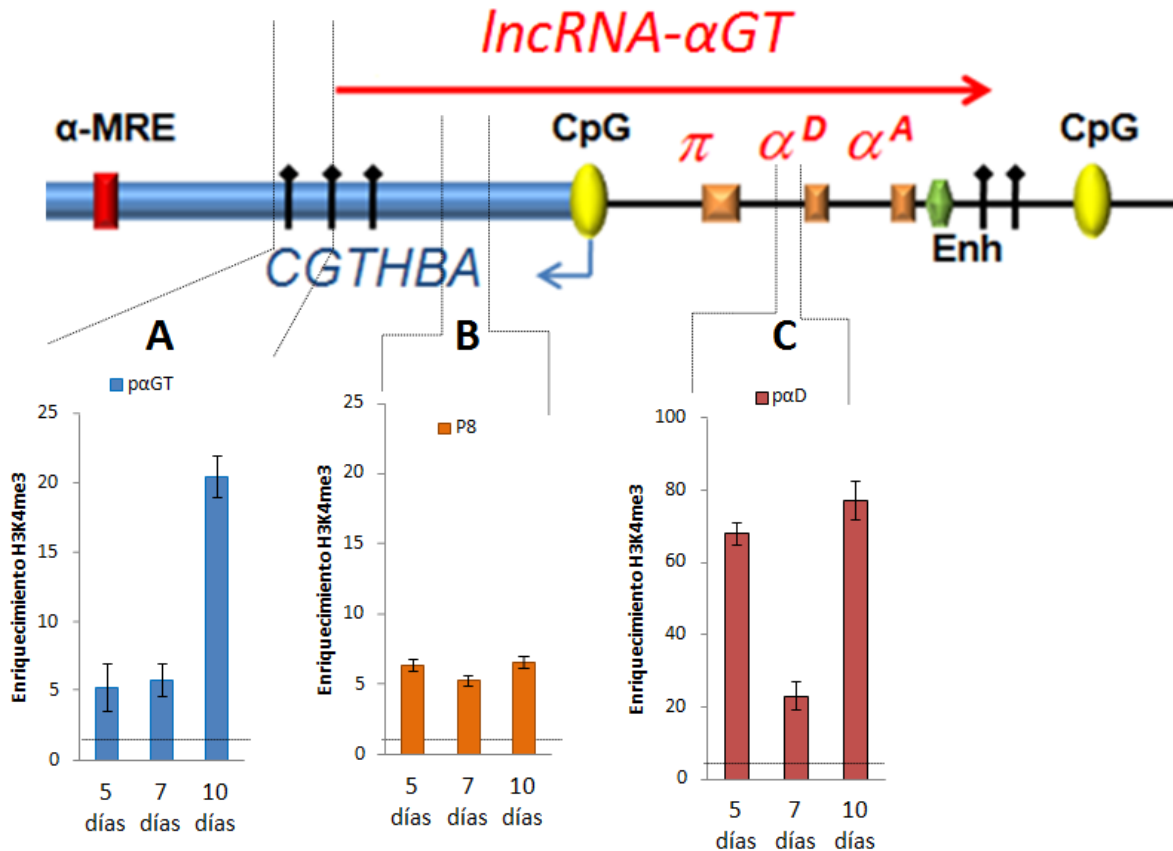 lncRNA-αGT
α-MRE
CpG
π
α D
α A
CpG
CGTHBA
Enh
A
B
C
pαGT
P8
pαD
Enriquecimiento H3K4me3
25
20
15
10
5
0
5 días
7 días
10 días
Enriquecimiento H3K4me3
25
20
15
10
5
0
5 días
7 días
10 días
Enriquecimiento H3K4me3
100
80
60
40
20
0
5 días
7 días
10 días